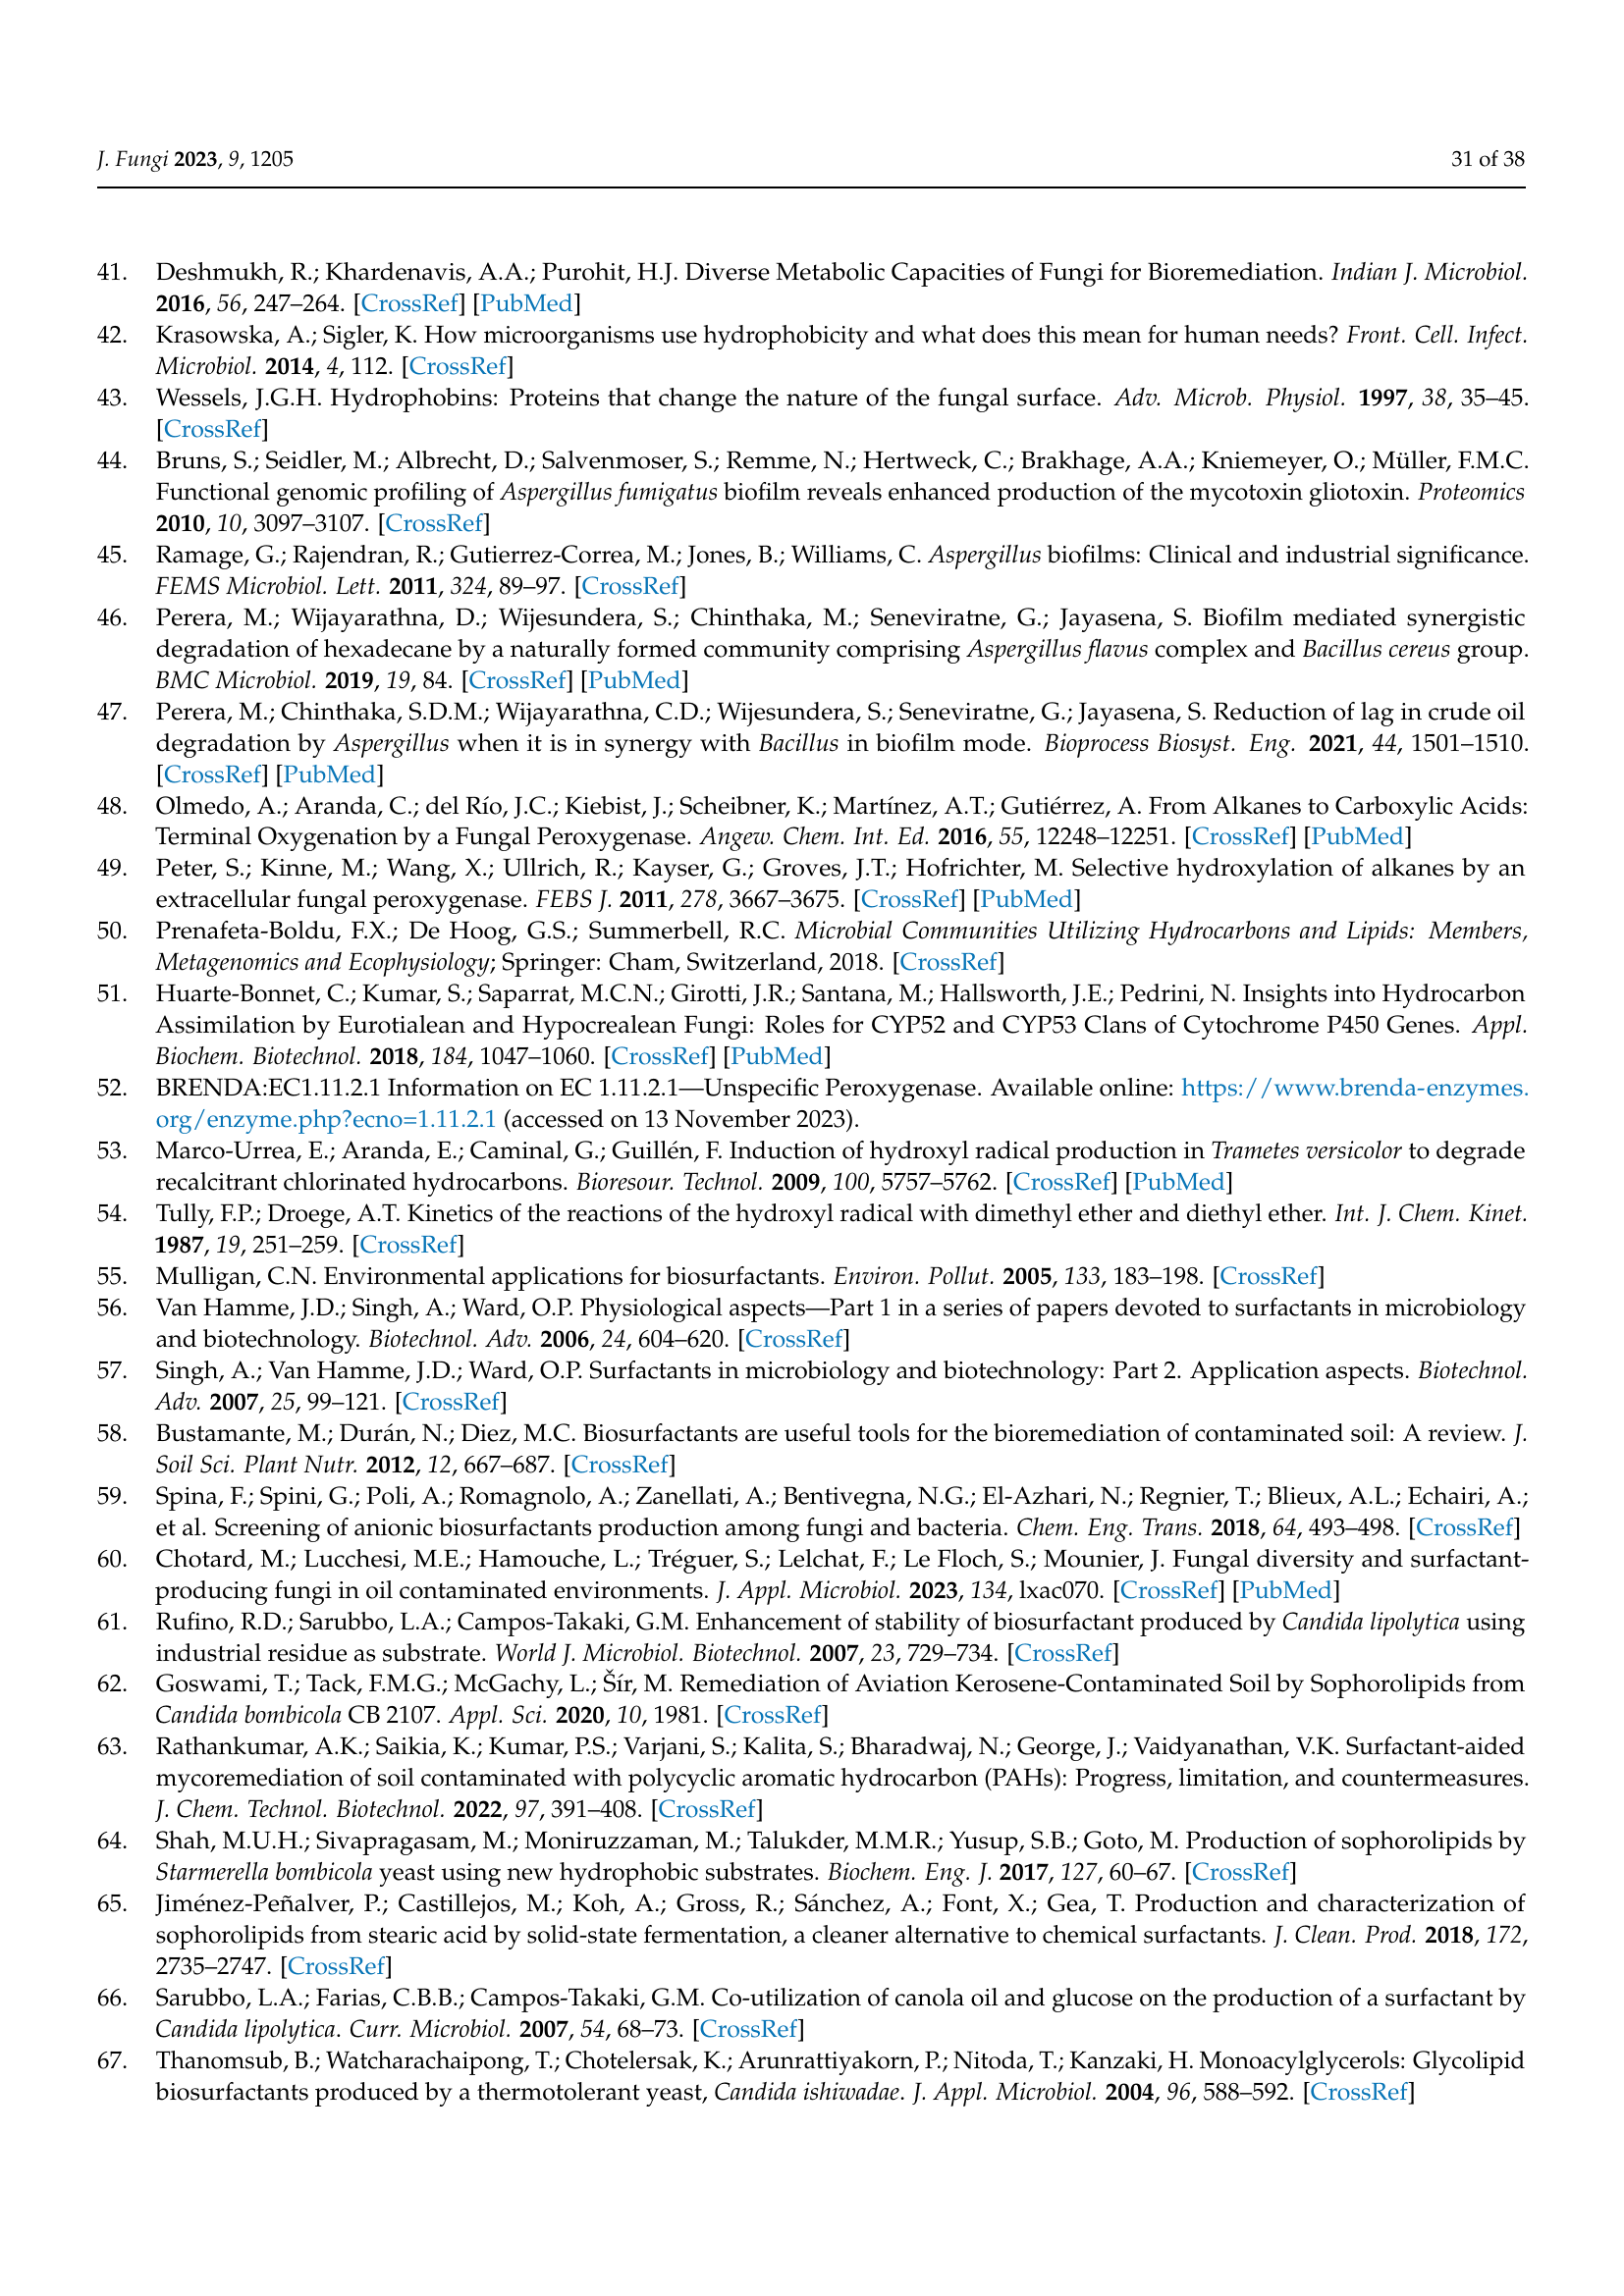 J. Fungi 2023, 9, 1205
31 of 38
41. Deshmukh, R.; Khardenavis, A.A.; Purohit, H.J. Diverse Metabolic Capacities of Fungi for Bioremediation. Indian J. Microbiol.
2016, 56, 247–264. [CrossRef] [PubMed]
42. Krasowska, A.; Sigler, K. How microorganisms use hydrophobicity and what does this mean for human needs? Front. Cell. Infect.
Microbiol. 2014, 4, 112. [CrossRef]
43. Wessels, J.G.H. Hydrophobins: Proteins that change the nature of the fungal surface. Adv. Microb. Physiol. 1997, 38, 35–45.
[CrossRef]
44. Bruns, S.; Seidler, M.; Albrecht, D.; Salvenmoser, S.; Remme, N.; Hertweck, C.; Brakhage, A.A.; Kniemeyer, O.; Müller, F.M.C.
Functional genomic profiling of Aspergillus fumigatus biofilm reveals enhanced production of the mycotoxin gliotoxin. Proteomics
2010, 10, 3097–3107. [CrossRef]
45. Ramage, G.; Rajendran, R.; Gutierrez-Correa, M.; Jones, B.; Williams, C. Aspergillus biofilms: Clinical and industrial significance.
FEMS Microbiol. Lett. 2011, 324, 89–97. [CrossRef]
46. Perera, M.; Wijayarathna, D.; Wijesundera, S.; Chinthaka, M.; Seneviratne, G.; Jayasena, S. Biofilm mediated synergistic
degradation of hexadecane by a naturally formed community comprising Aspergillus flavus complex and Bacillus cereus group.
BMC Microbiol. 2019, 19, 84. [CrossRef] [PubMed]
47. Perera, M.; Chinthaka, S.D.M.; Wijayarathna, C.D.; Wijesundera, S.; Seneviratne, G.; Jayasena, S. Reduction of lag in crude oil
degradation by Aspergillus when it is in synergy with Bacillus in biofilm mode. Bioprocess Biosyst. Eng. 2021, 44, 1501–1510.
[CrossRef] [PubMed]
48. Olmedo, A.; Aranda, C.; del Río, J.C.; Kiebist, J.; Scheibner, K.; Martínez, A.T.; Gutiérrez, A. From Alkanes to Carboxylic Acids:
Terminal Oxygenation by a Fungal Peroxygenase. Angew. Chem. Int. Ed. 2016, 55, 12248–12251. [CrossRef] [PubMed]
49. Peter, S.; Kinne, M.; Wang, X.; Ullrich, R.; Kayser, G.; Groves, J.T.; Hofrichter, M. Selective hydroxylation of alkanes by an
extracellular fungal peroxygenase. FEBS J. 2011, 278, 3667–3675. [CrossRef] [PubMed]
50. Prenafeta-Boldu, F.X.; De Hoog, G.S.; Summerbell, R.C. Microbial Communities Utilizing Hydrocarbons and Lipids: Members,
Metagenomics and Ecophysiology; Springer: Cham, Switzerland, 2018. [CrossRef]
51. Huarte-Bonnet, C.; Kumar, S.; Saparrat, M.C.N.; Girotti, J.R.; Santana, M.; Hallsworth, J.E.; Pedrini, N. Insights into Hydrocarbon
Assimilation by Eurotialean and Hypocrealean Fungi: Roles for CYP52 and CYP53 Clans of Cytochrome P450 Genes. Appl.
Biochem. Biotechnol. 2018, 184, 1047–1060. [CrossRef] [PubMed]
52. BRENDA:EC1.11.2.1 Information on EC 1.11.2.1—Unspecific Peroxygenase. Available online: https://www.brenda-enzymes.
org/enzyme.php?ecno=1.11.2.1 (accessed on 13 November 2023).
53. Marco-Urrea, E.; Aranda, E.; Caminal, G.; Guillén, F. Induction of hydroxyl radical production in Trametes versicolor to degrade
recalcitrant chlorinated hydrocarbons. Bioresour. Technol. 2009, 100, 5757–5762. [CrossRef] [PubMed]
54. Tully, F.P.; Droege, A.T. Kinetics of the reactions of the hydroxyl radical with dimethyl ether and diethyl ether. Int. J. Chem. Kinet.
1987, 19, 251–259. [CrossRef]
55. Mulligan, C.N. Environmental applications for biosurfactants. Environ. Pollut. 2005, 133, 183–198. [CrossRef]
56. Van Hamme, J.D.; Singh, A.; Ward, O.P. Physiological aspects—Part 1 in a series of papers devoted to surfactants in microbiology
and biotechnology. Biotechnol. Adv. 2006, 24, 604–620. [CrossRef]
57. Singh, A.; Van Hamme, J.D.; Ward, O.P. Surfactants in microbiology and biotechnology: Part 2. Application aspects. Biotechnol.
Adv. 2007, 25, 99–121. [CrossRef]
58. Bustamante, M.; Durán, N.; Diez, M.C. Biosurfactants are useful tools for the bioremediation of contaminated soil: A review. J.
Soil Sci. Plant Nutr. 2012, 12, 667–687. [CrossRef]
59. Spina, F.; Spini, G.; Poli, A.; Romagnolo, A.; Zanellati, A.; Bentivegna, N.G.; El-Azhari, N.; Regnier, T.; Blieux, A.L.; Echairi, A.;
et al. Screening of anionic biosurfactants production among fungi and bacteria. Chem. Eng. Trans. 2018, 64, 493–498. [CrossRef]
60. Chotard, M.; Lucchesi, M.E.; Hamouche, L.; Tréguer, S.; Lelchat, F.; Le Floch, S.; Mounier, J. Fungal diversity and surfactant-
producing fungi in oil contaminated environments. J. Appl. Microbiol. 2023, 134, lxac070. [CrossRef] [PubMed]
61. Rufino, R.D.; Sarubbo, L.A.; Campos-Takaki, G.M. Enhancement of stability of biosurfactant produced by Candida lipolytica using
industrial residue as substrate. World J. Microbiol. Biotechnol. 2007, 23, 729–734. [CrossRef]
62. Goswami, T.; Tack, F.M.G.; McGachy, L.; Šír, M. Remediation of Aviation Kerosene-Contaminated Soil by Sophorolipids from
Candida bombicola CB 2107. Appl. Sci. 2020, 10, 1981. [CrossRef]
63. Rathankumar, A.K.; Saikia, K.; Kumar, P.S.; Varjani, S.; Kalita, S.; Bharadwaj, N.; George, J.; Vaidyanathan, V.K. Surfactant-aided
mycoremediation of soil contaminated with polycyclic aromatic hydrocarbon (PAHs): Progress, limitation, and countermeasures.
J. Chem. Technol. Biotechnol. 2022, 97, 391–408. [CrossRef]
64. Shah, M.U.H.; Sivapragasam, M.; Moniruzzaman, M.; Talukder, M.M.R.; Yusup, S.B.; Goto, M. Production of sophorolipids by
Starmerella bombicola yeast using new hydrophobic substrates. Biochem. Eng. J. 2017, 127, 60–67. [CrossRef]
65. Jiménez-Peñalver, P.; Castillejos, M.; Koh, A.; Gross, R.; Sánchez, A.; Font, X.; Gea, T. Production and characterization of
sophorolipids from stearic acid by solid-state fermentation, a cleaner alternative to chemical surfactants. J. Clean. Prod. 2018, 172,
2735–2747. [CrossRef]
66. Sarubbo, L.A.; Farias, C.B.B.; Campos-Takaki, G.M. Co-utilization of canola oil and glucose on the production of a surfactant by
Candida lipolytica. Curr. Microbiol. 2007, 54, 68–73. [CrossRef]
67. Thanomsub, B.; Watcharachaipong, T.; Chotelersak, K.; Arunrattiyakorn, P.; Nitoda, T.; Kanzaki, H. Monoacylglycerols: Glycolipid
biosurfactants produced by a thermotolerant yeast, Candida ishiwadae. J. Appl. Microbiol. 2004, 96, 588–592. [CrossRef]